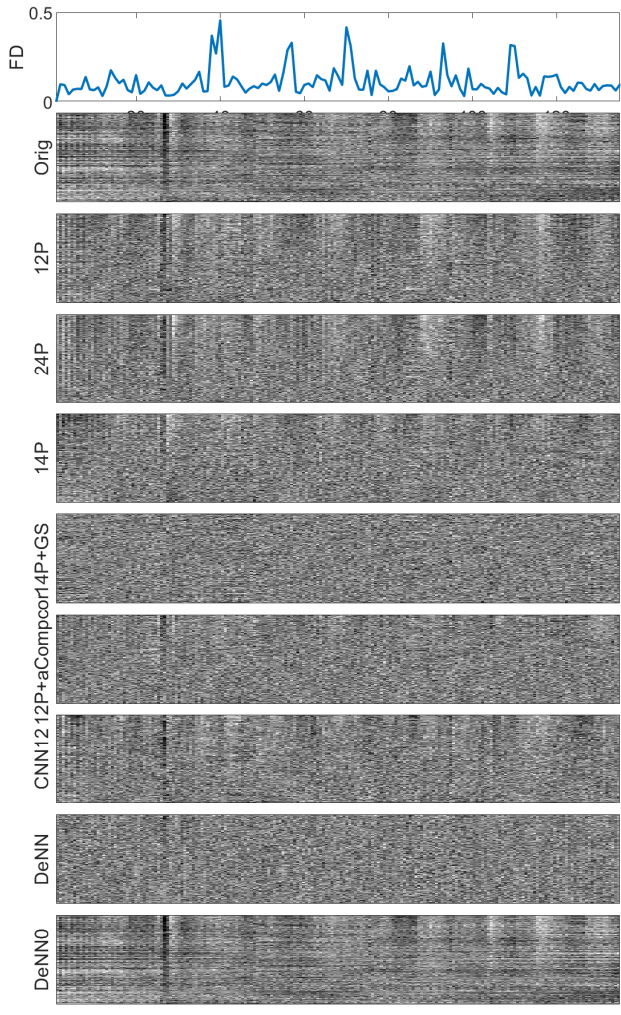 0.5
FD
0
Orig
12P
24P
14P
14P+GS
12P+aCompcor
CNN12
DeNN
DeNN0